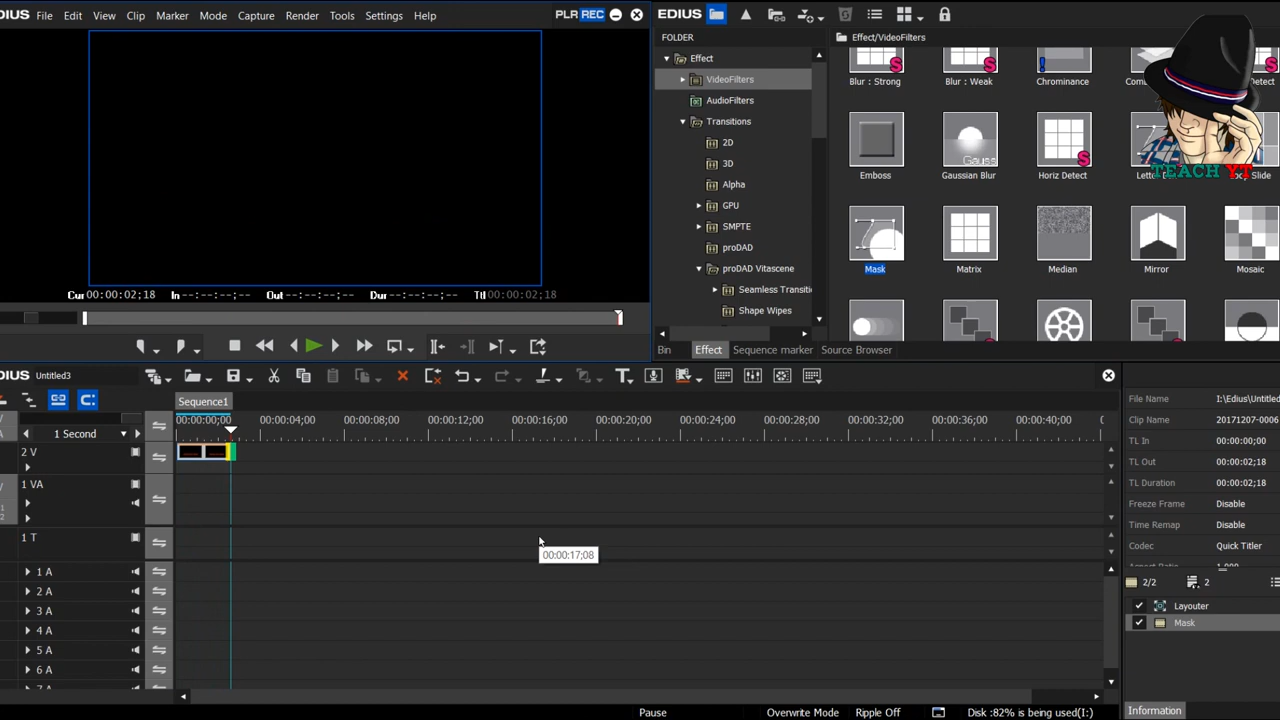 EDIUS File Edit View Clip Marker Mode Capture Render Tools Settings Help PLR REC
Cur 00:00:02;18 In --:--:--;-- Out --:--:--;-- Dur --:--:--;-- Ttl 00:00:02;18
EDIUS
FOLDER
Effect
VideoFilters
AudioFilters
Transitions
2D
3D
Alpha
GPU
SMPTE
proDAD
proDAD Vitascene
Seamless Transiti
Shape Wipes
Bin Effect Sequence marker Source Browser
Effect/VideoFilters
Blur : Strong Blur : Weak Chrominance
Gauss
Emboss Gaussian Blur Horiz Detect
TEACH YT
Mask Matrix Median Mirror Mosaic
EDIUS Untitled3
Sequence1
1 Second
00:00:00;00 00:00:04;00 00:00:08;00 00:00:12;00 00:00:16;00 00:00:20;00 00:00:24;00 00:00:28;00 00:00:32;00 00:00:36;00 00:00:40;00
2 V
1 VA
1 T
1 A
2 A
3 A
4 A
5 A
6 A
00:00:17;08
File Name I:\Edius\Untitled
Clip Name 20171207-0006
TL In 00:00:00;00
TL Out 00:00:02;18
TL Duration 00:00:02;18
Freeze Frame Disable
Time Remap Disable
Codec Quick Titler
2/2 2
Layouter
Mask
Information
Pause Overwrite Mode Ripple Off Disk :82% is being used(I:)